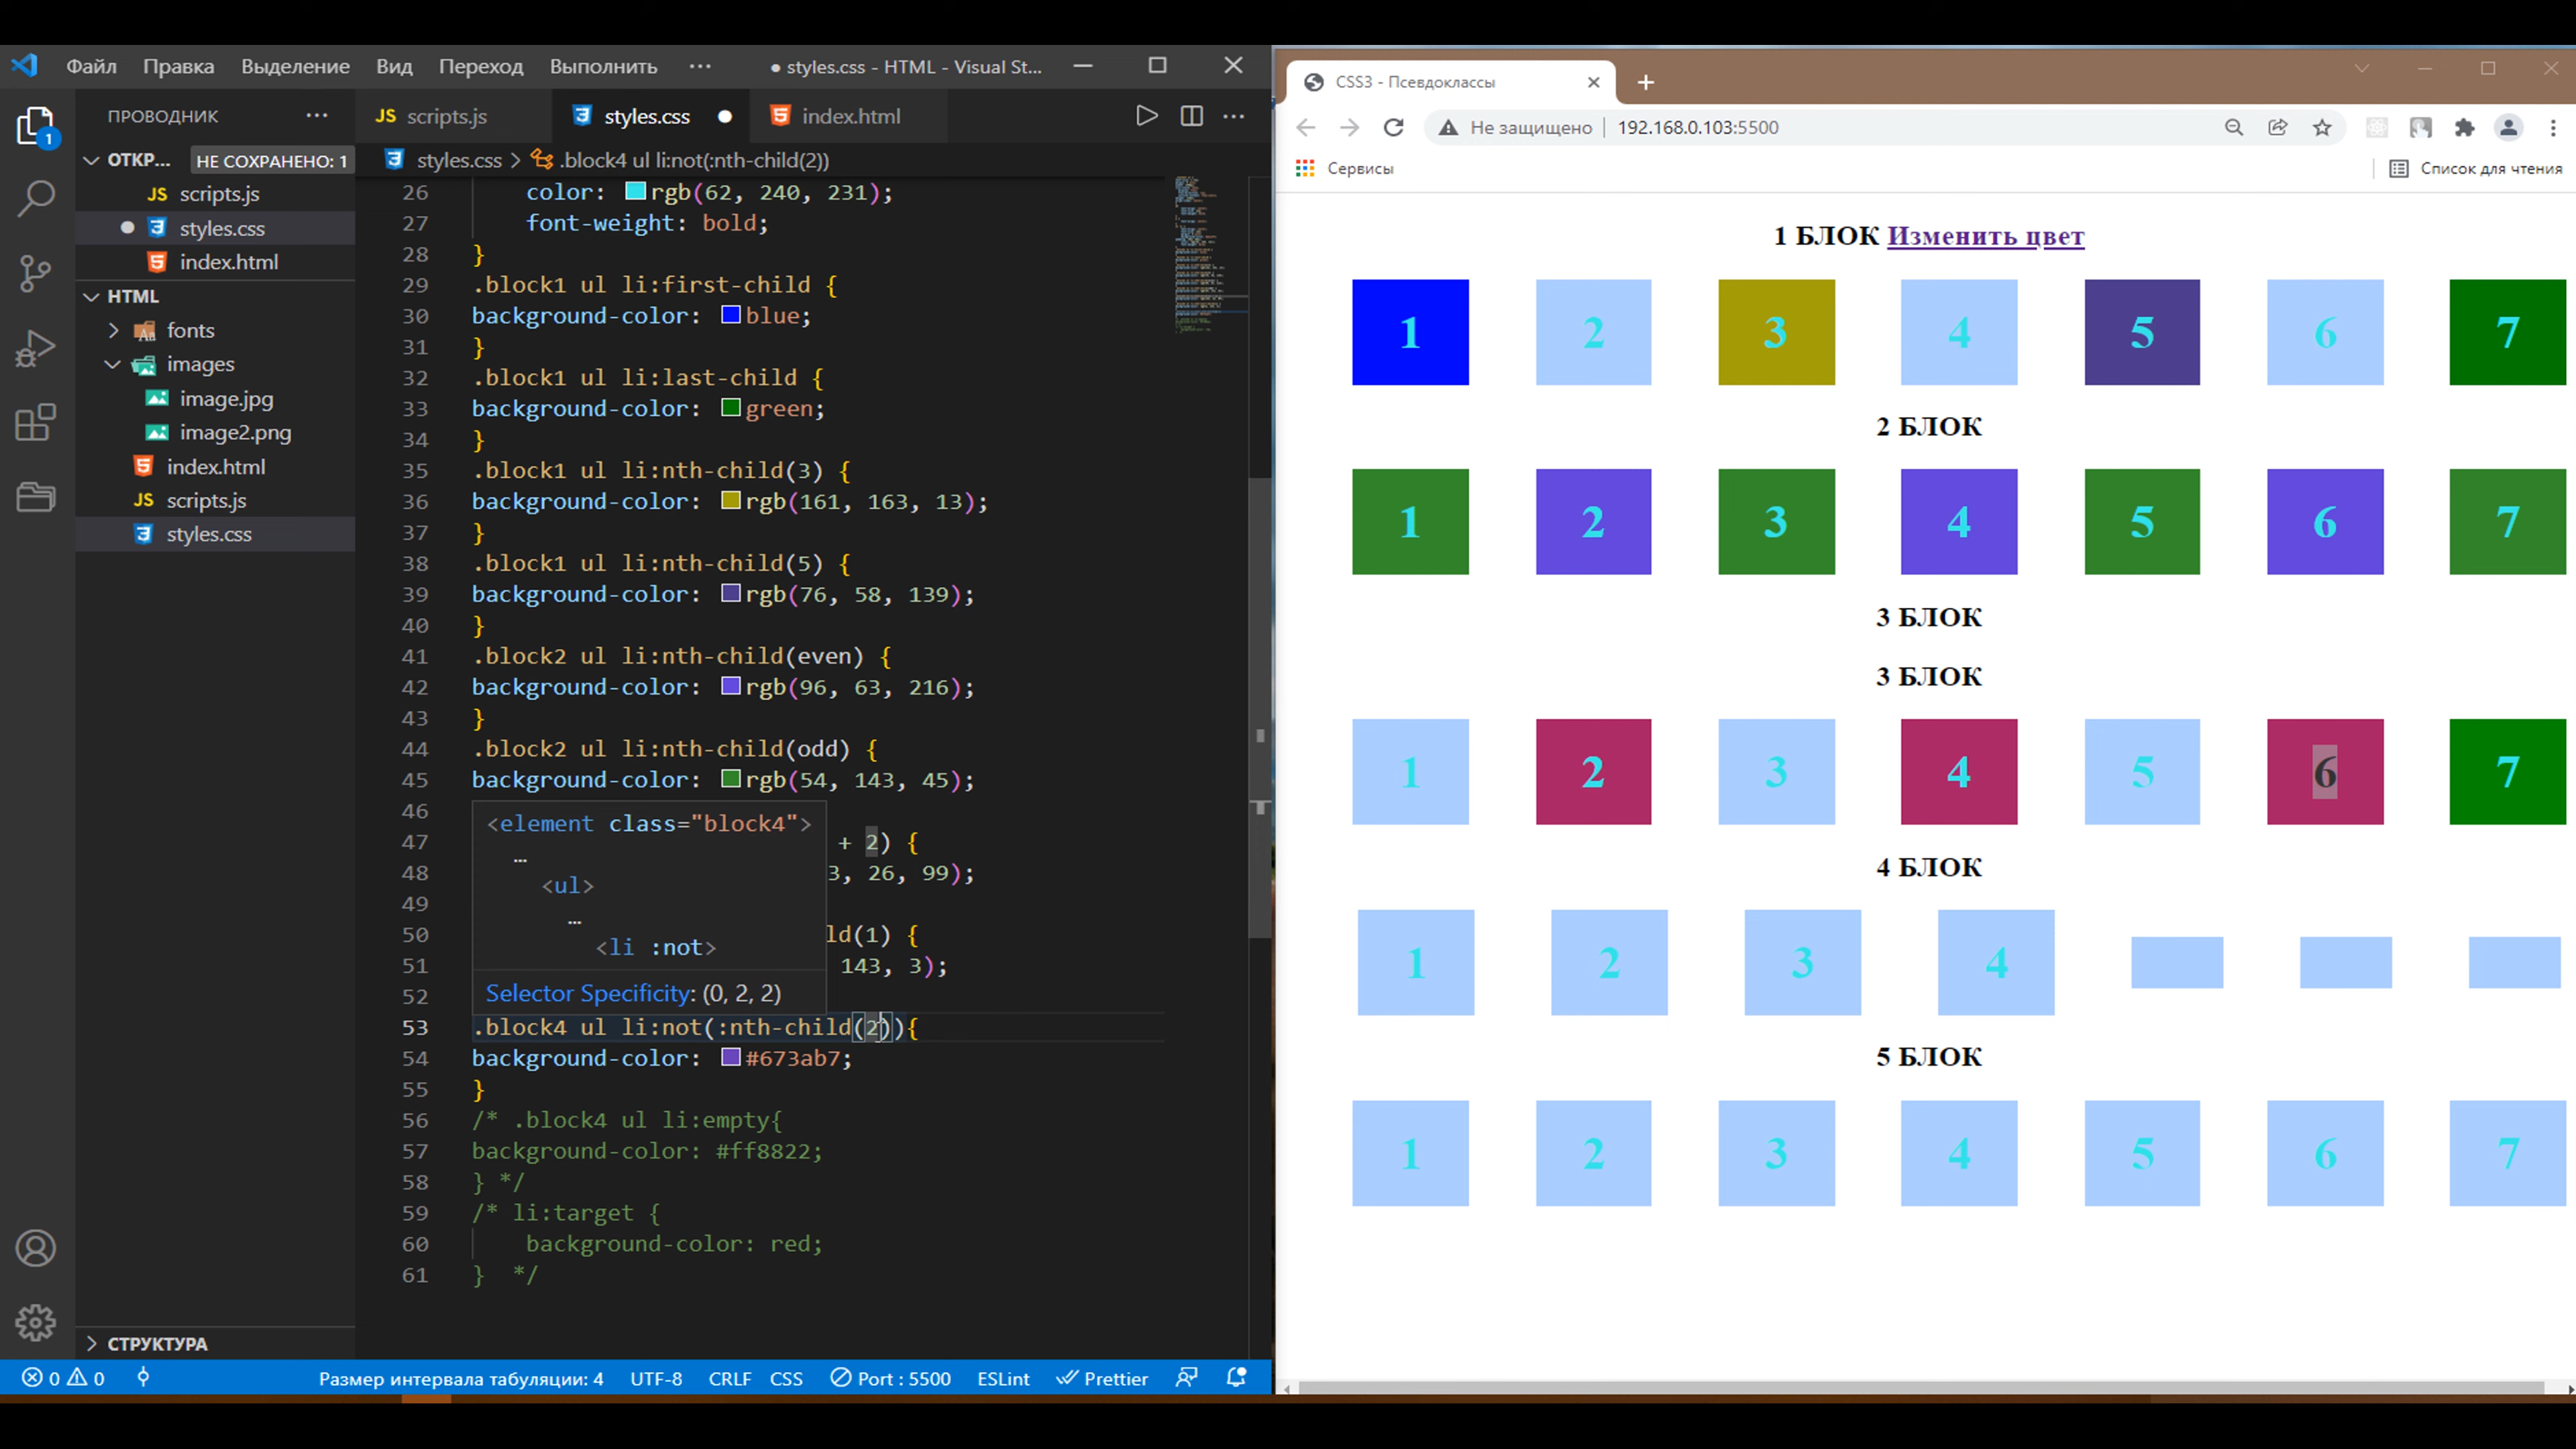 Файл Правка Выделение Вид Переход Выполнить ··· ● styles.css - HTML - Visual St...
ПРОВОДНИК ···
JS scripts.js styles.css ● index.html
ОТКР... НЕ СОХРАНЕНО: 1
styles.css > .block4 ul li:not(:nth-child(2))
1
JS scripts.js
styles.css
index.html
HTML
fonts
images
image.jpg
image2.png
index.html
JS scripts.js
styles.css
СТРУКТУРА
26 color: rgb(62, 240, 231);
27 font-weight: bold;
28 }
29 .block1 ul li:first-child {
30 background-color: blue;
31 }
32 .block1 ul li:last-child {
33 background-color: green;
34 }
35 .block1 ul li:nth-child(3) {
36 background-color: rgb(161, 163, 13);
37 }
38 .block1 ul li:nth-child(5) {
39 background-color: rgb(76, 58, 139);
40 }
41 .block2 ul li:nth-child(even) {
42 background-color: rgb(96, 63, 216);
43 }
44 .block2 ul li:nth-child(odd) {
45 background-color: rgb(54, 143, 45);
46
47 + 2) {
48 3, 26, 99);
49
50 ld(1) {
51 143, 3);
52
<element class="block4">
…
<ul>
…
<li :not>
Selector Specificity: (0, 2, 2)
53 .block4 ul li:not(:nth-child(2)){
54 background-color: #673ab7;
55 }
56 /* .block4 ul li:empty{
57 background-color: #ff8822;
58 } */
59 /* li:target {
60 background-color: red;
61 } */
0 0 Размер интервала табуляции: 4 UTF-8 CRLF CSS Port : 5500 ESLint Prettier
CSS3 - Псевдоклассы
Не защищено 192.168.0.103:5500
Сервисы Список для чтения
1 БЛОК Изменить цвет
1 2 3 4 5 6 7
2 БЛОК
1 2 3 4 5 6 7
3 БЛОК
3 БЛОК
1 2 3 4 5 6 7
4 БЛОК
1 2 3 4
5 БЛОК
1 2 3 4 5 6 7